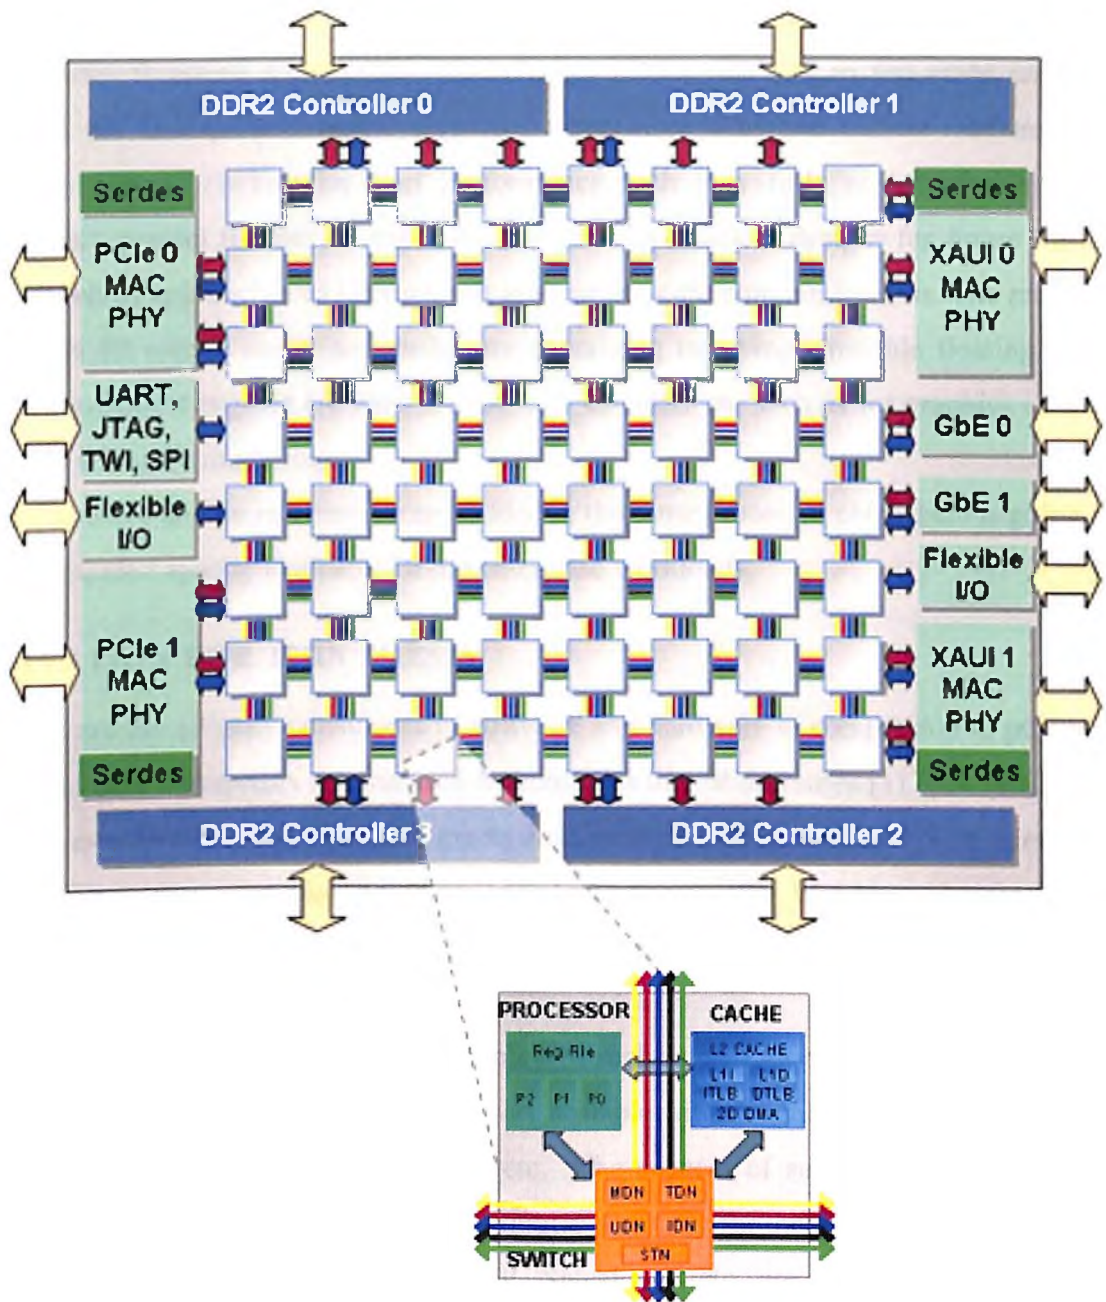 DDR2 Controller 0
DDR2 Controller 1
Serdes
PCIe 0
MAC
PHY
UART,
JTAG,
TWI, SPI
Flexible
I/O
PCIe 1
MAC
PHY
Serdes
Serdes
XAUI 0
MAC
PHY
GbE 0
GbE 1
Flexible
I/O
XAUI 1
MAC
PHY
Serdes
DDR2 Controller 3
DDR2 Controller 2
PROCESSOR
Reg File
P2 P1 P0
CACHE
L2 CACHE
L1I L1D
ITLB DTLB
2D DMA
MDN TDN
UDN IDN
STN
SWITCH